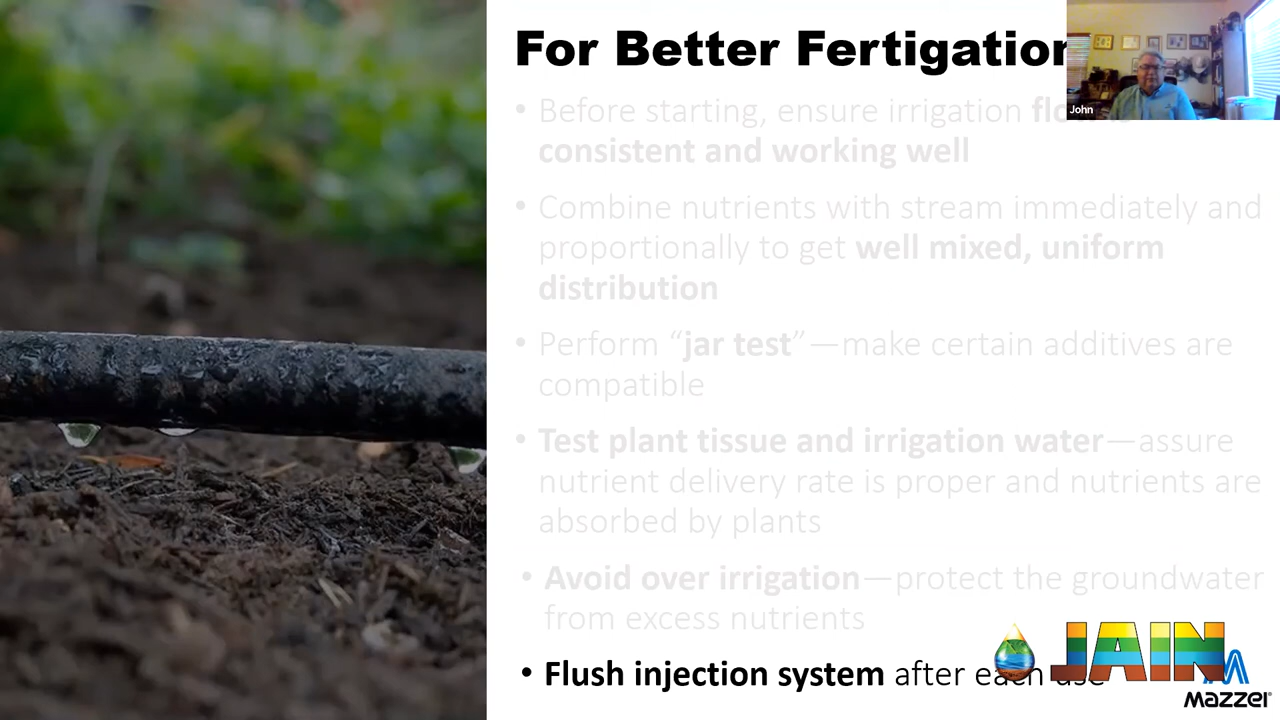 For Better Fertigation
John
• Before starting, ensure irrigation
consistent and working well
• Combine nutrients with stream immediately and
proportionally to get well mixed, uniform
distribution
• Perform “jar test”—make certain additives are
compatible
• Test plant tissue and irrigation water—assure
nutrient delivery rate is proper and nutrients are
absorbed by plants
• Avoid over irrigation—protect the groundwater
from excess nutrients
• Flush injection system after each use
JAIN
mazzei